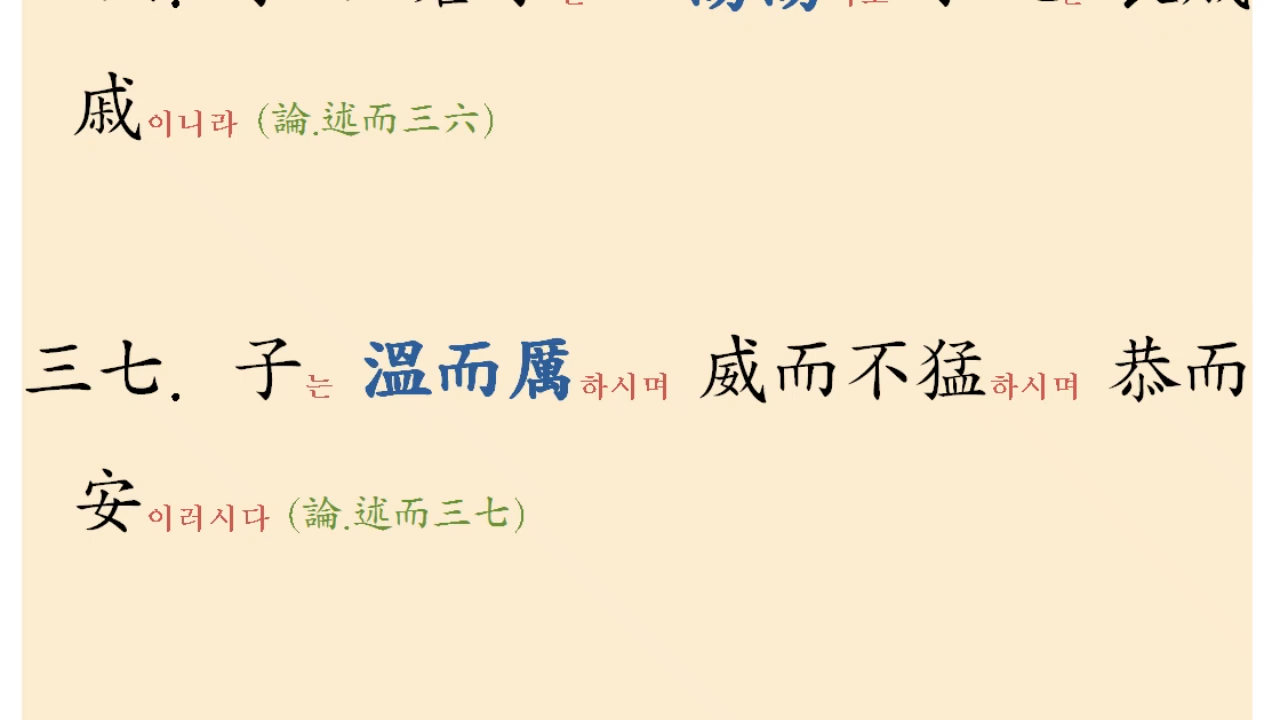 戚이니라 (論.述而三六)
三七. 子는 溫而厲하시며 威而不猛하시며 恭而
安이러시다 (論.述而三七)